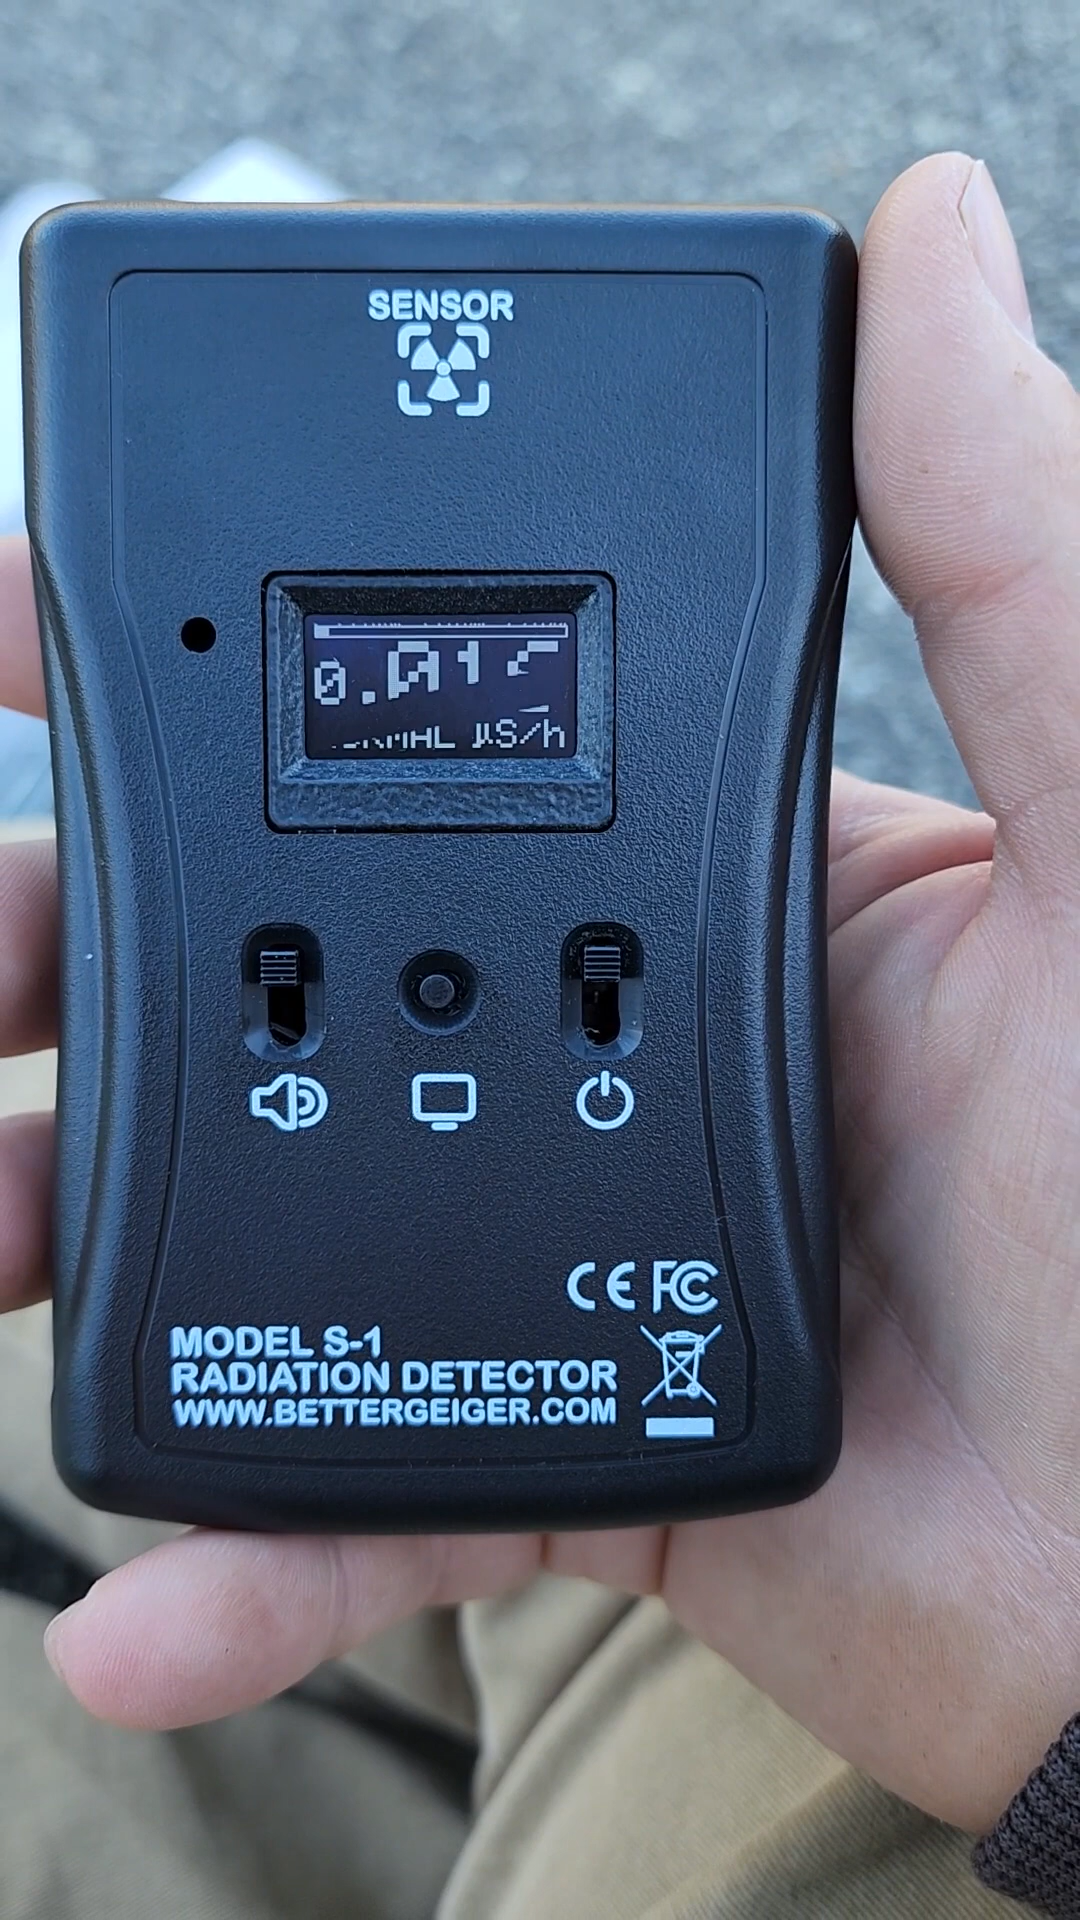 SENSOR
µS/h
CE FC
MODEL S-1
RADIATION DETECTOR
WWW.BETTERGEIGER.COM